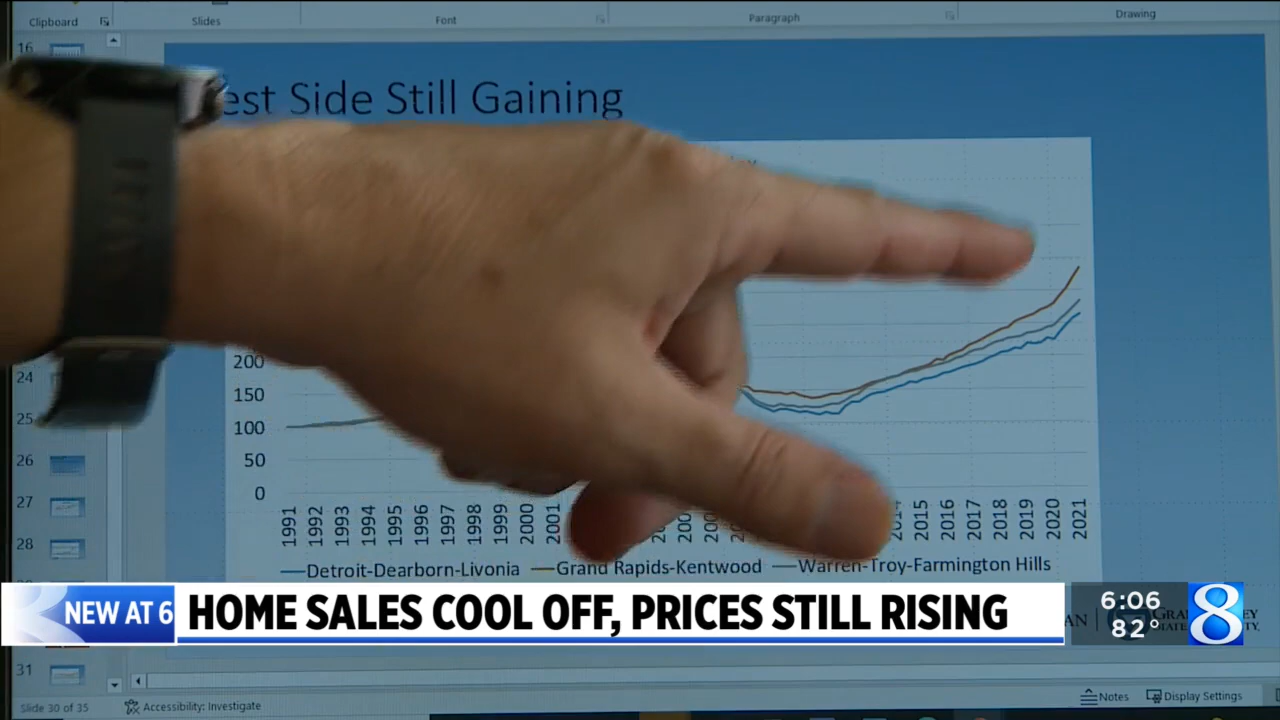 Clipboard Slides Font Paragraph Drawing
16
est Side Still Gaining
200
150
100
50
0
24
25
26
27
28
31
1991 1992 1993 1994 1995 1996 1997 1998 1999 2000 2001 2015 2016 2017 2018 2019 2020 2021
Detroit-Dearborn-Livonia Grand Rapids-Kentwood Warren-Troy-Farmington Hills
NEW AT 6 HOME SALES COOL OFF, PRICES STILL RISING
6:06
82°
8
Slide 30 of 35 Accessibility: Investigate Notes Display Settings